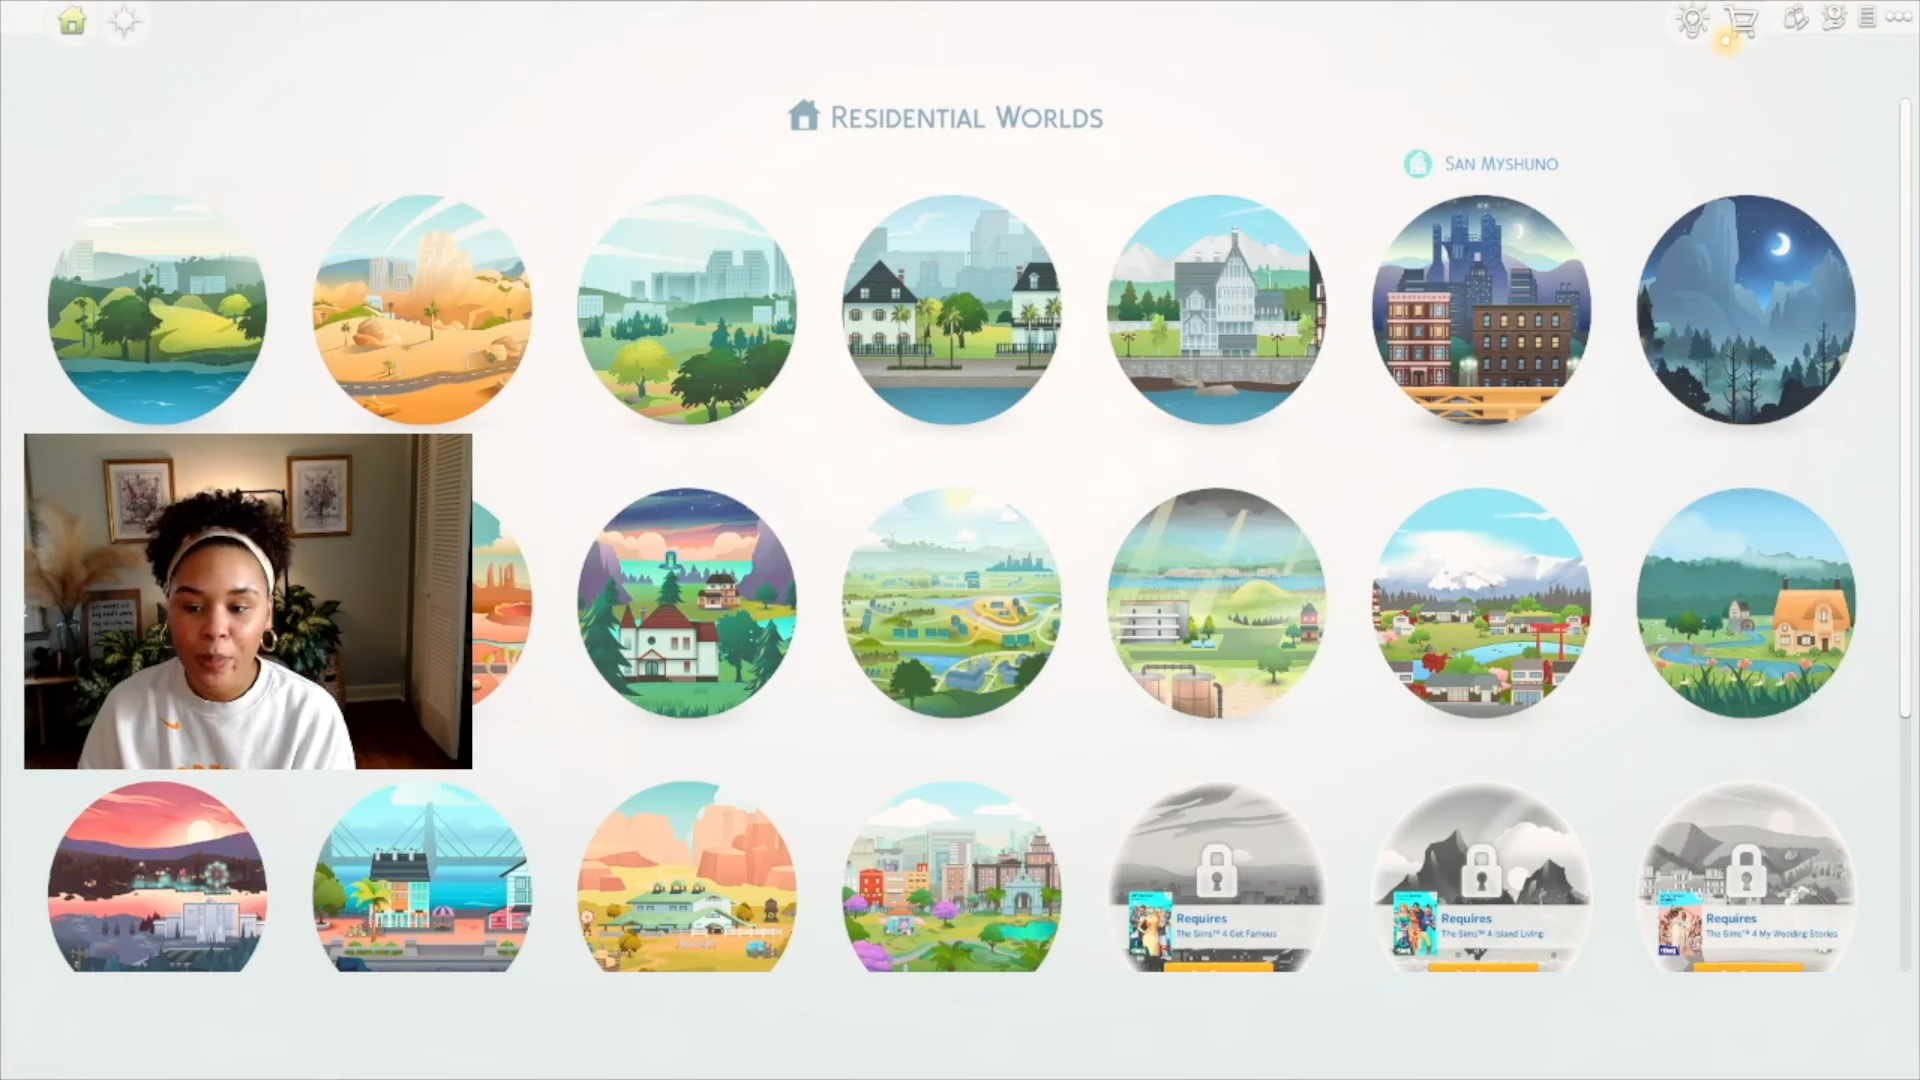 RESIDENTIAL WORLDS
SAN MYSHUNO
Requires
The Sims™ 4 Get Famous
Requires
The Sims™ 4 Island Living
Requires
The Sims™ 4 My Wedding Stories